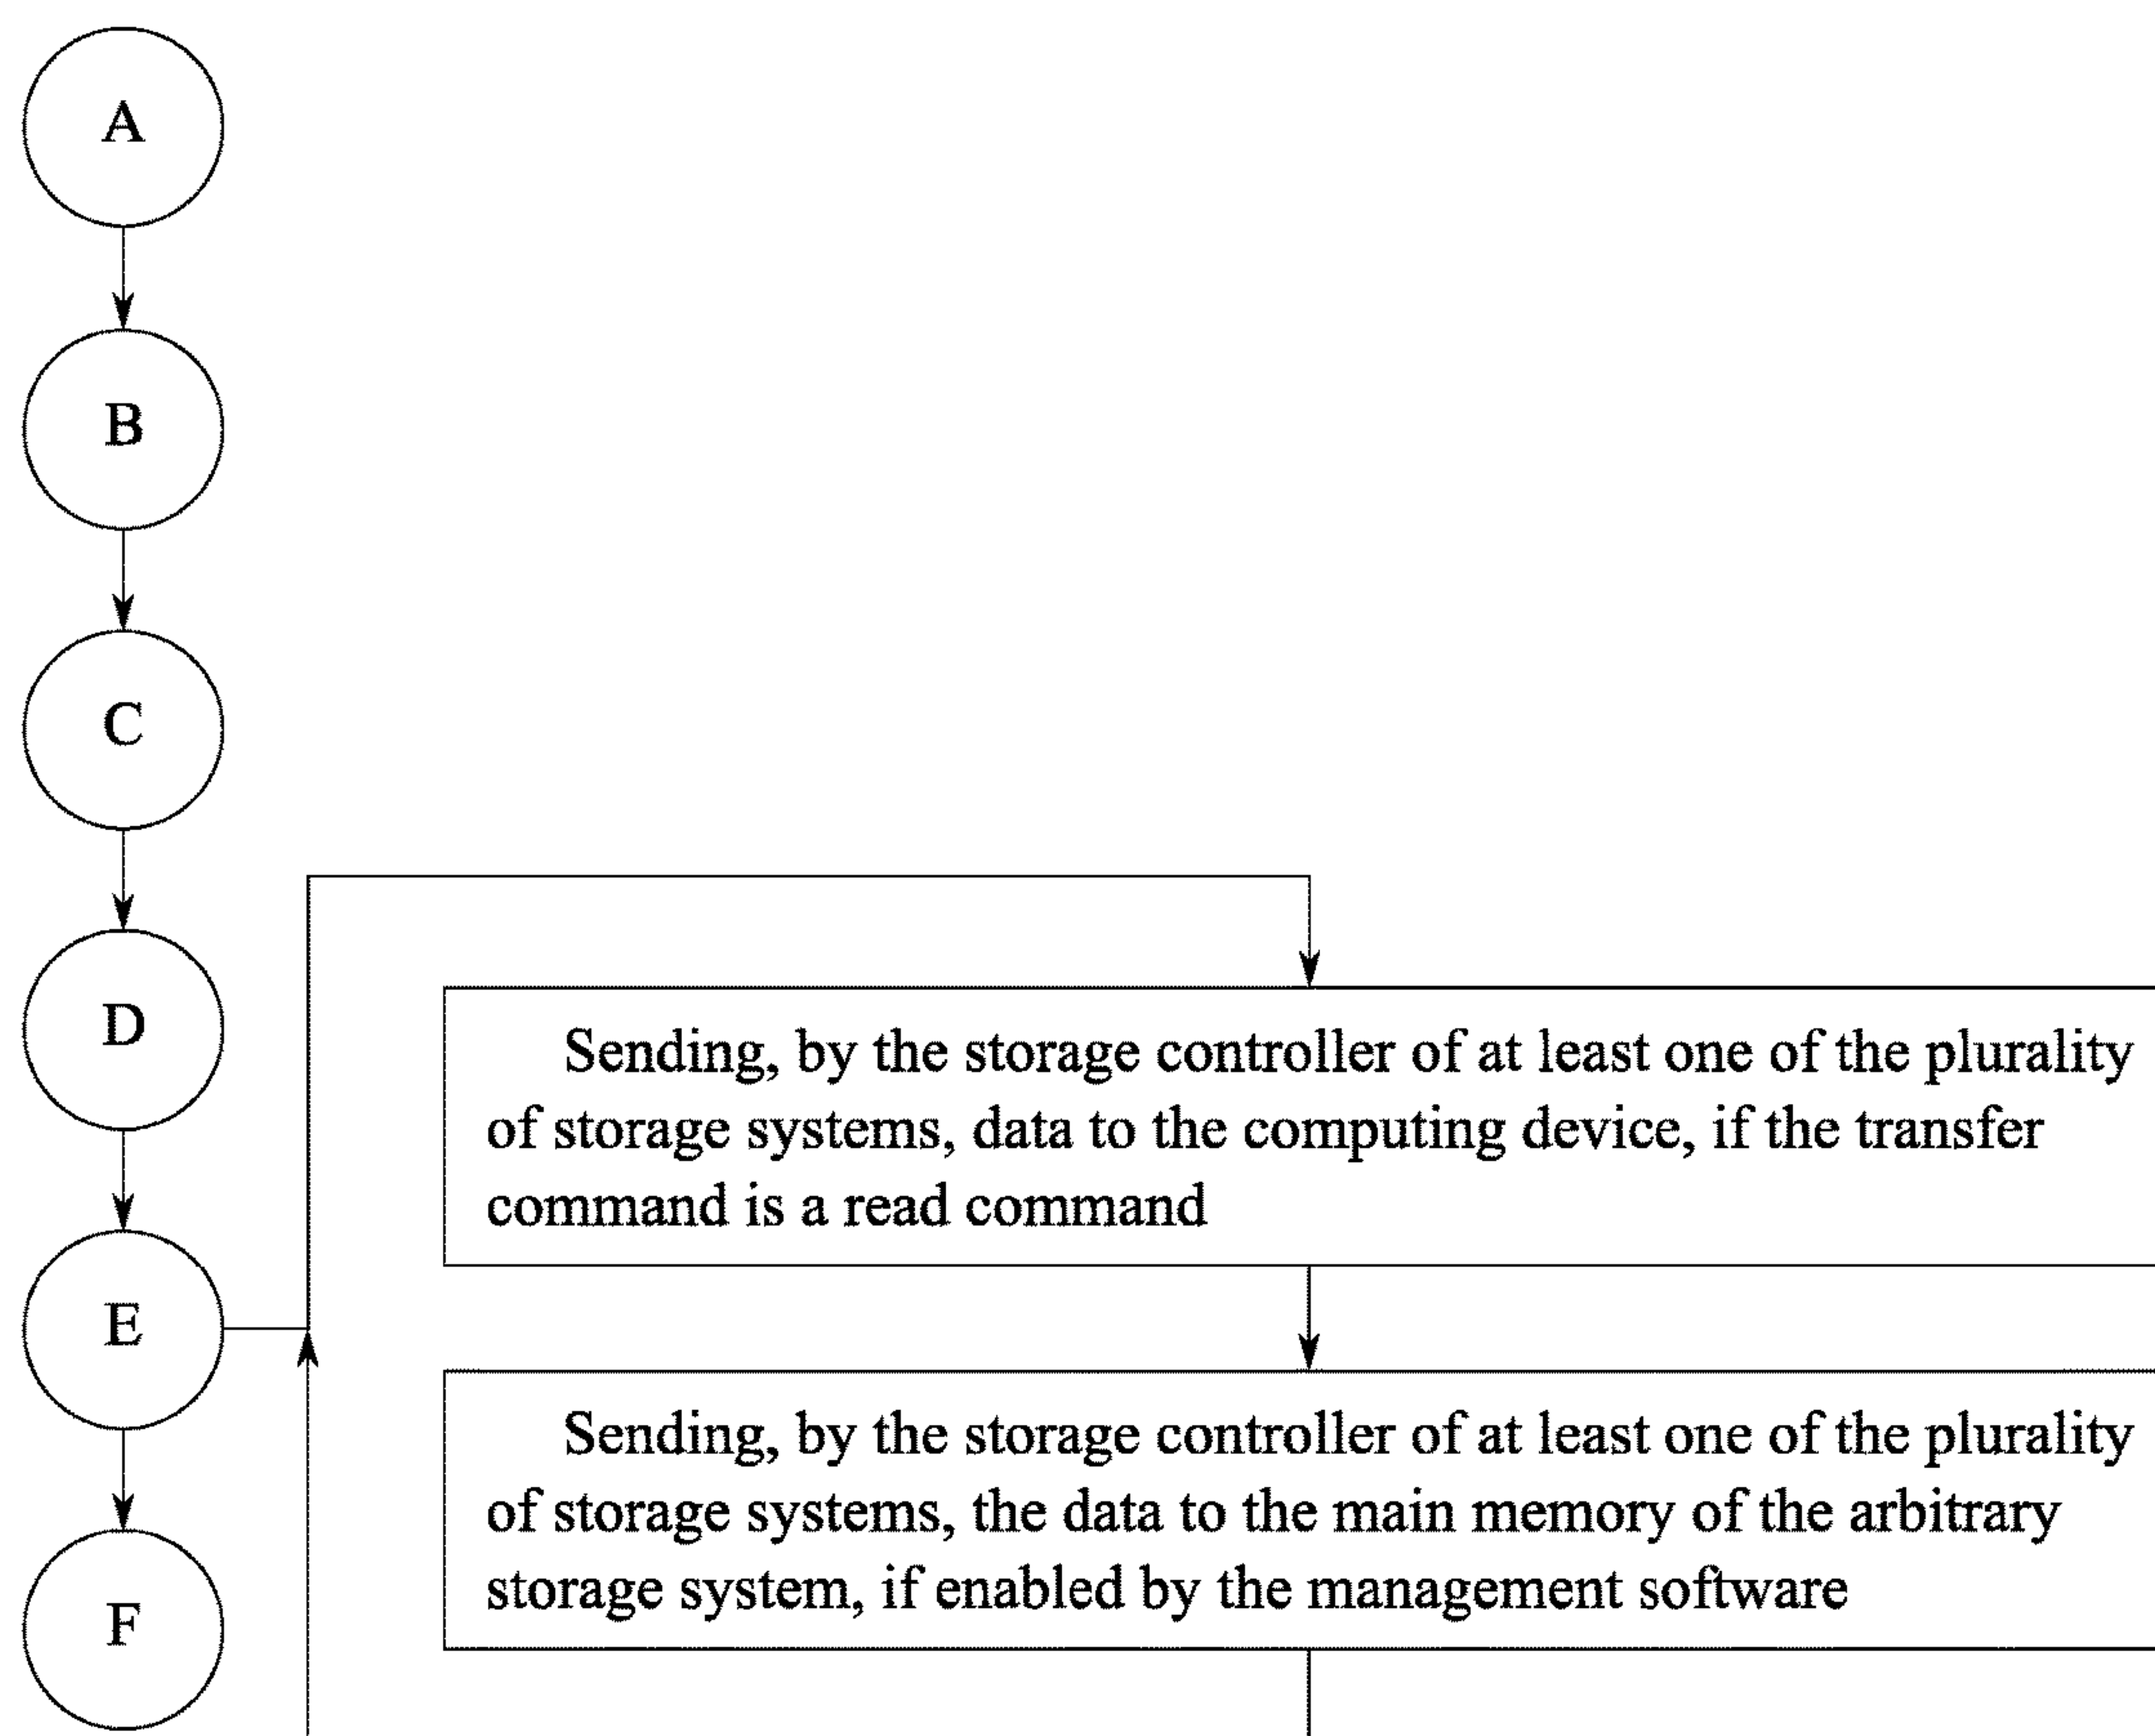 A
B
C
D
E
F
Sending, by the storage controller of at least one of the plurality
of storage systems, data to the computing device, if the transfer
command is a read command
Sending, by the storage controller of at least one of the plurality
of storage systems, the data to the main memory of the arbitrary
storage system, if enabled by the management software